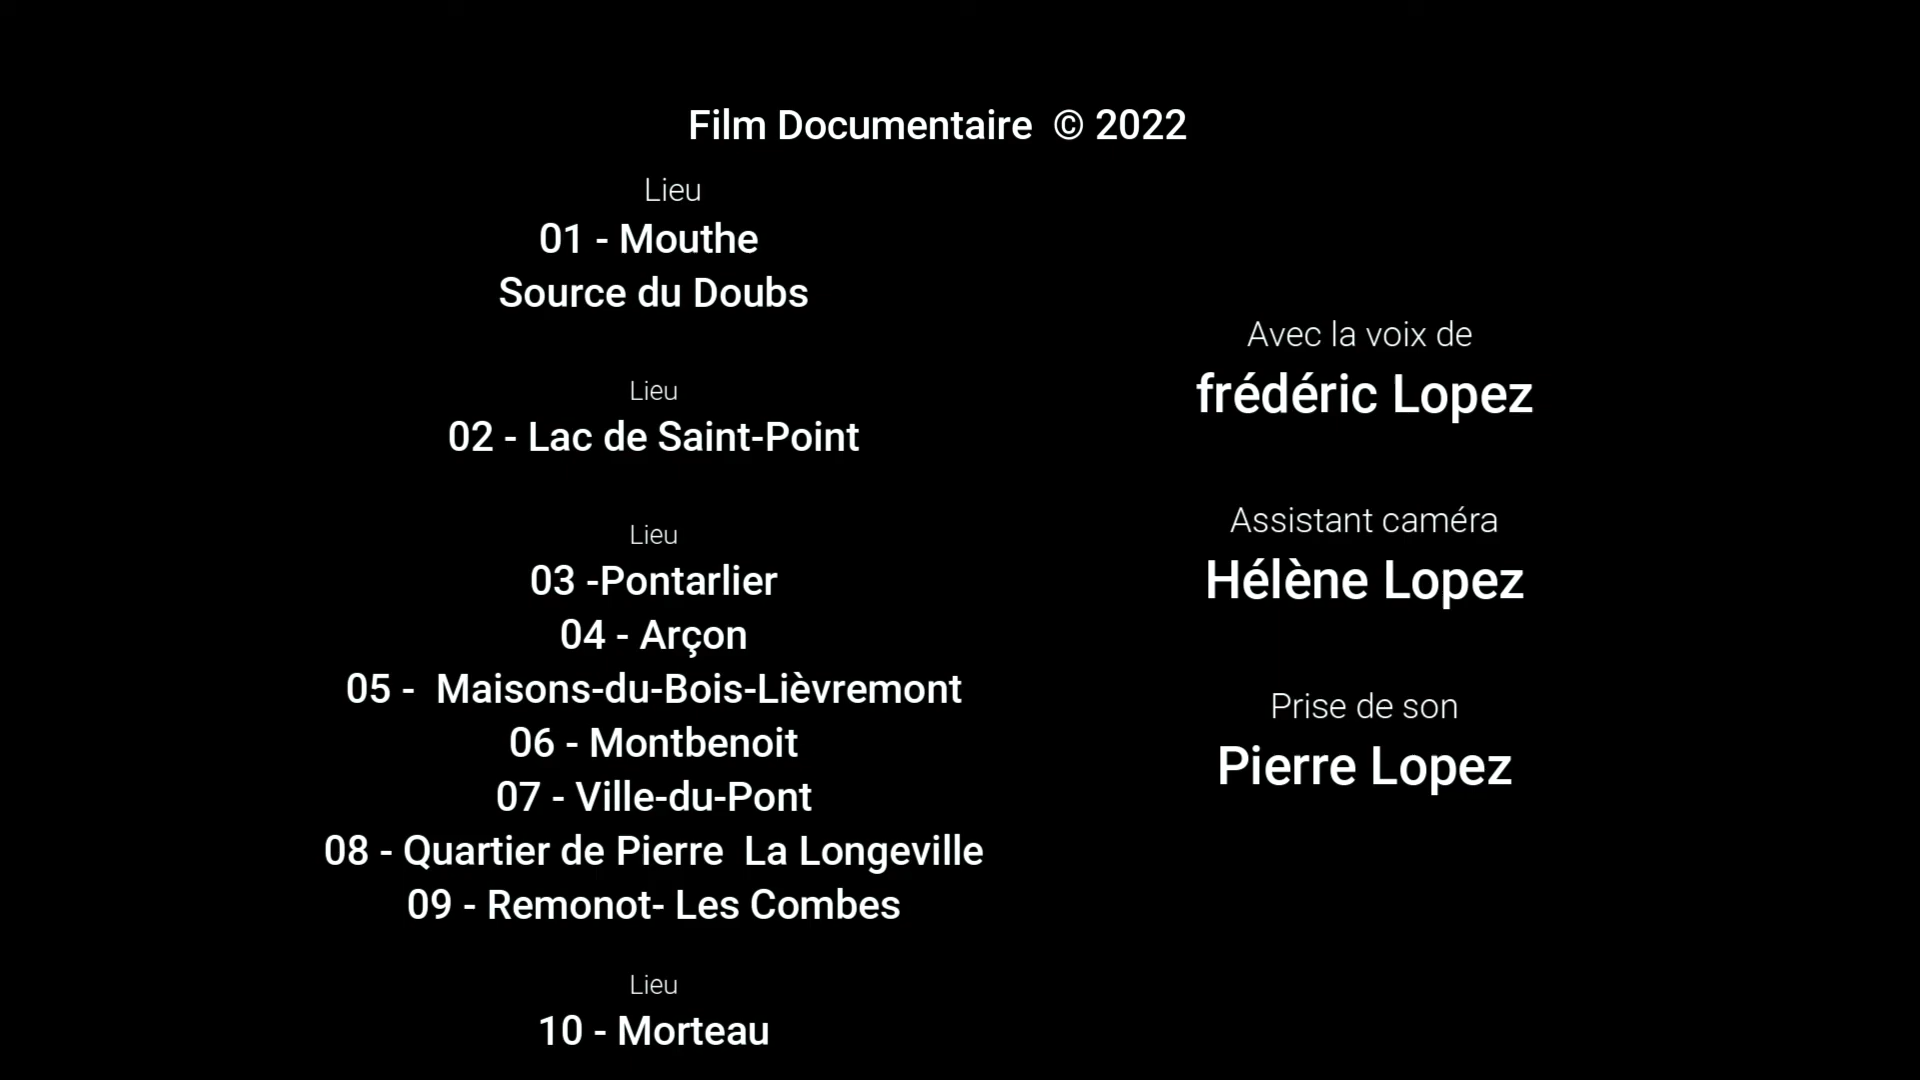 Film Documentaire  © 2022
Lieu
01 - Mouthe
Source du Doubs
Lieu
02 - Lac de Saint-Point
Lieu
03 -Pontarlier
04 - Arçon
05 -  Maisons-du-Bois-Lièvremont
06 - Montbenoit
07 - Ville-du-Pont
08 - Quartier de Pierre  La Longeville
09 - Remonot- Les Combes
Lieu
10 - Morteau
Avec la voix de
frédéric Lopez
Assistant caméra
Hélène Lopez
Prise de son
Pierre Lopez